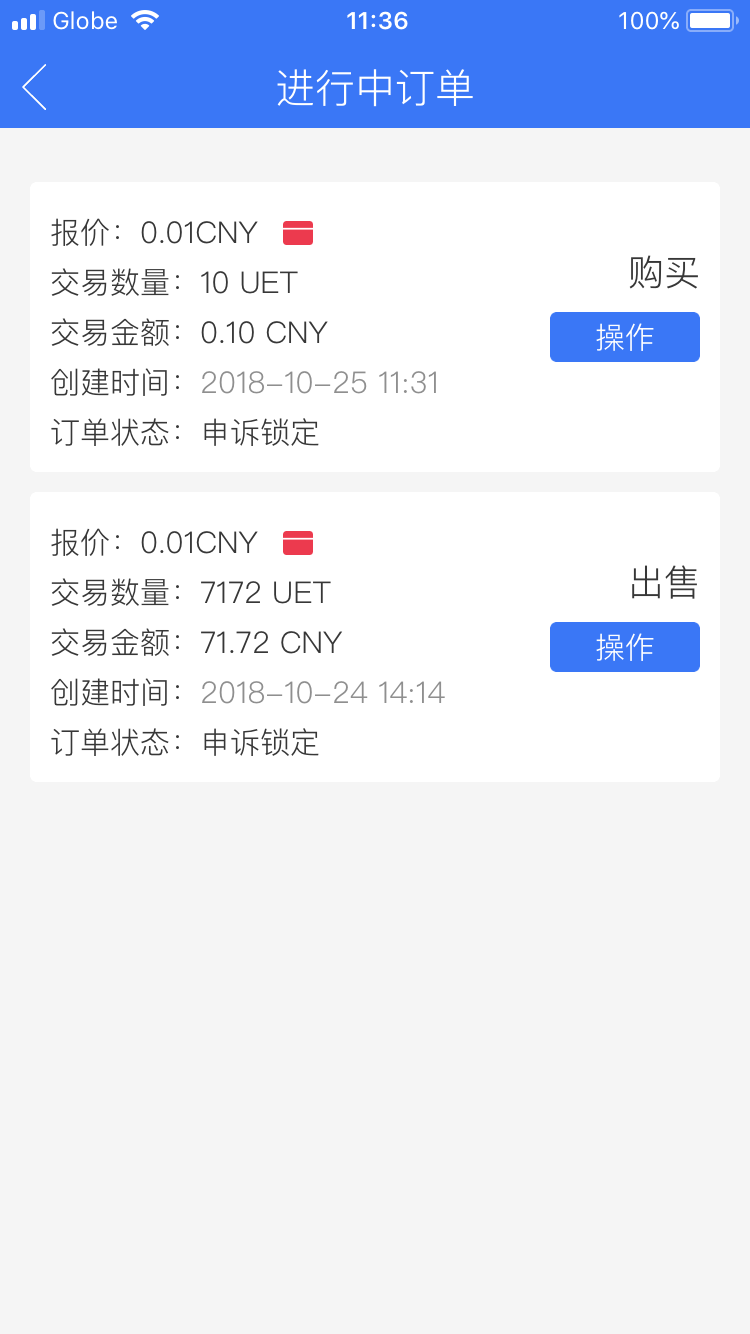 Globe 11:36 100%
进行中订单
报价：0.01CNY
交易数量：10 UET
购买
交易金额：0.10 CNY
操作
创建时间：2018-10-25 11:31
订单状态：申诉锁定
报价：0.01CNY
交易数量：7172 UET
出售
交易金额：71.72 CNY
操作
创建时间：2018-10-24 14:14
订单状态：申诉锁定